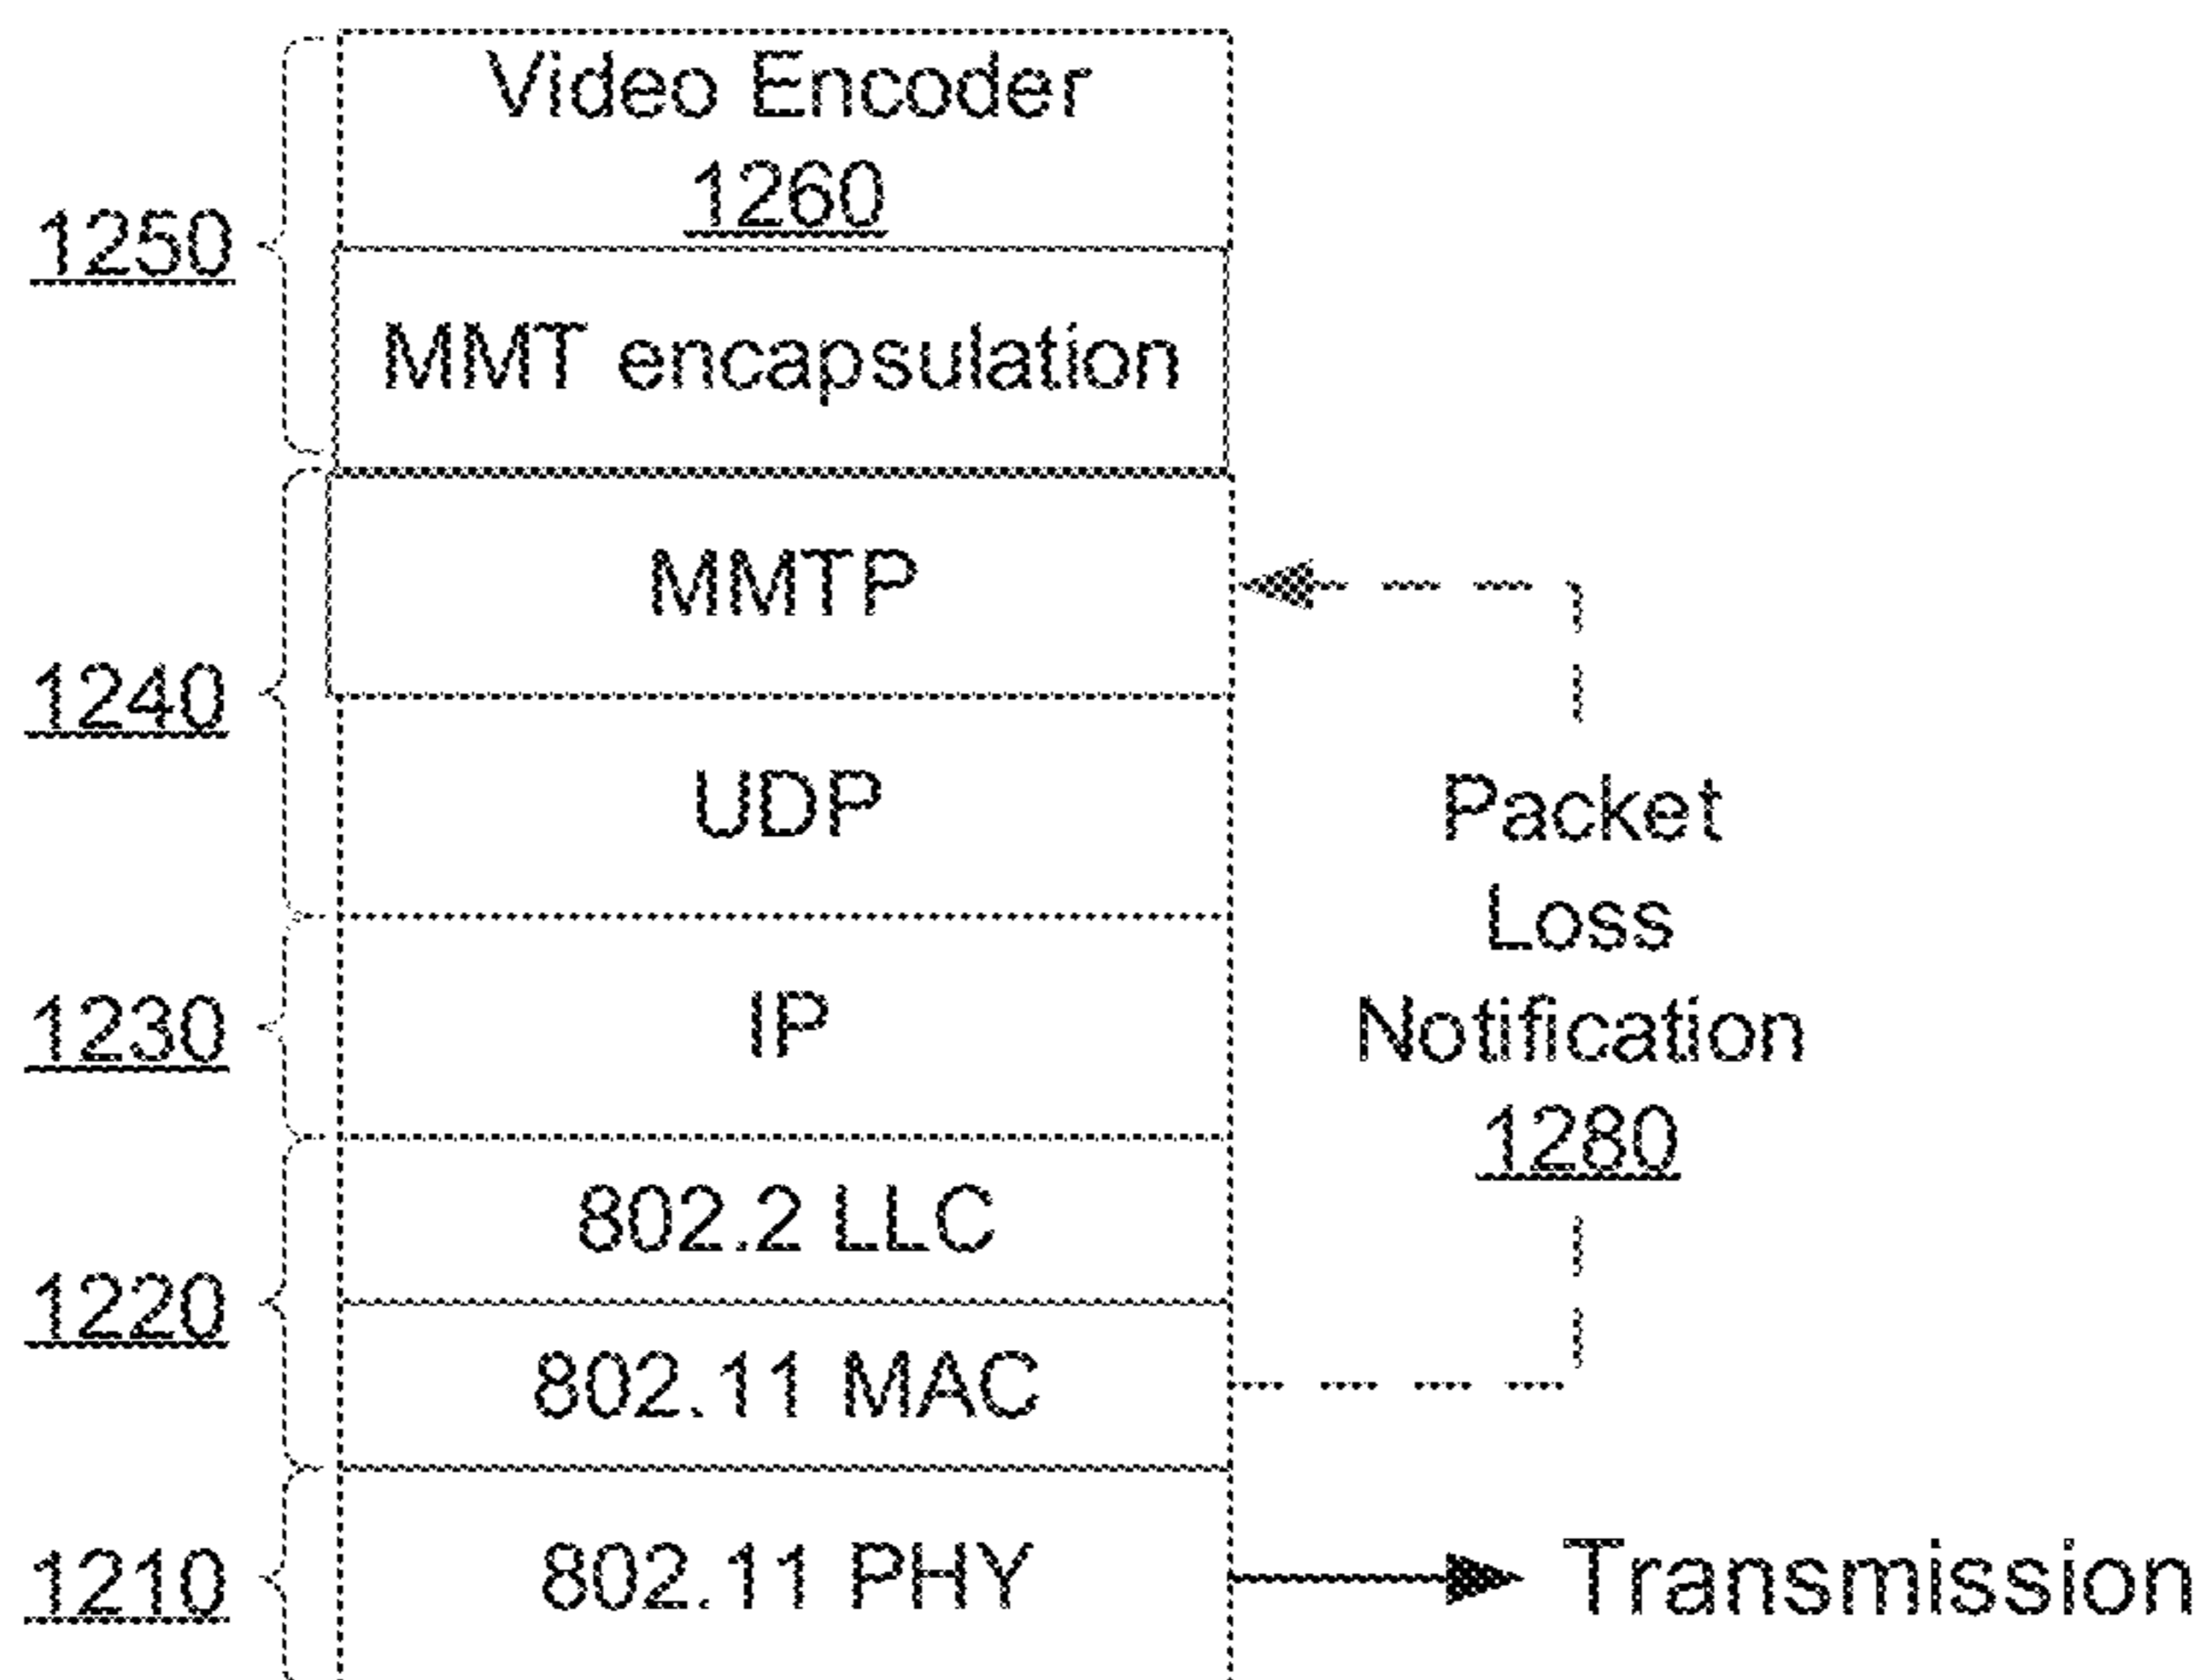 Video Encoder
1260
1250
MMT encapsulation
MMTP
1240
UDP
Packet
Loss
Notification
1280
1230
IP
802.2 LLC
1220
802.11 MAC
1210
802.11 PHY
Transmission